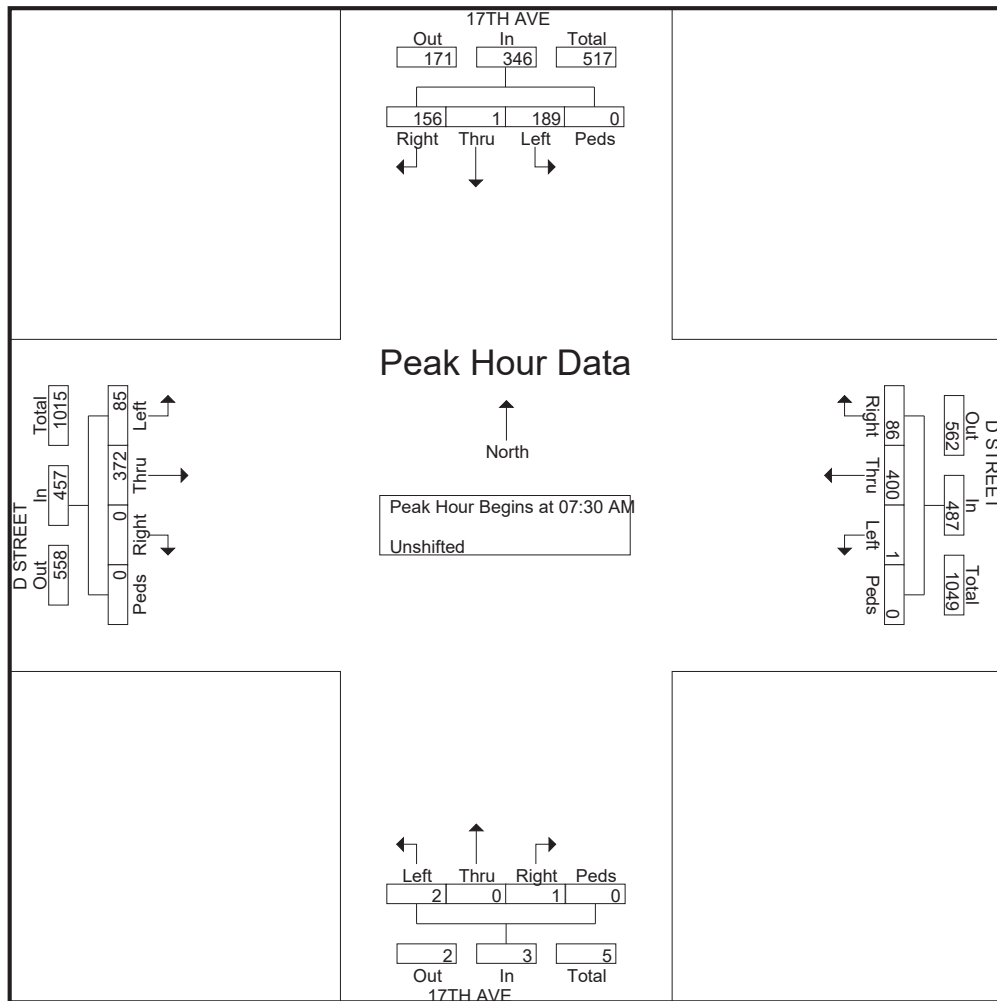 17TH AVE
Out In Total
171 346 517
156 1 189 0
Right Thru Left Peds
Peak Hour Data
North
Peak Hour Begins at 07:30 AM
Unshifted
D STREET
Out In Total
558 457 1015
85 372 0 0
Left Thru Right Peds
D STREET
Out In Total
562 487 1049
86 400 1 0
Right Thru Left Peds
Left Thru Right Peds
2 0 1 0
2 3 5
Out In Total
17TH AVE